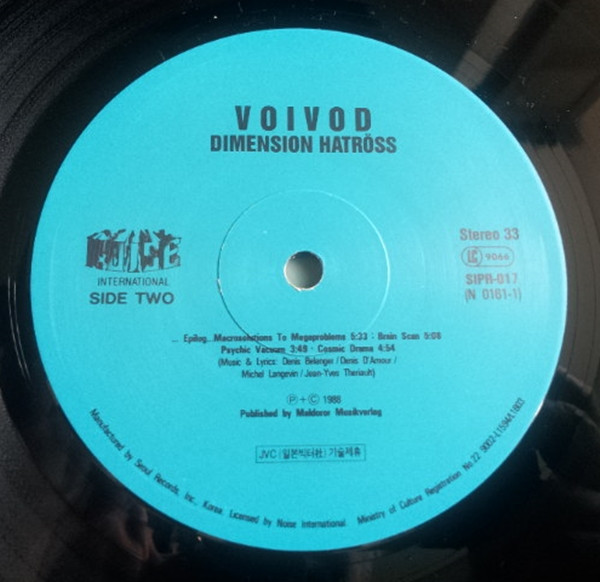 VOIVOD
DIMENSION HATRÖSS
NOISE
INTERNATIONAL
SIDE TWO
Stereo 33
LC 9066
SIPR-017
(N 0161-1)
... Epilog...Macrosolutions To Megaproblems 5:33 : Brain Scan 5:08
Psychic Vacuum 3:49 · Cosmic Drama 4:54
(Music & Lyrics: Denis Belanger / Denis D'Amour /
Michel Langevin / Jean-Yves Theriault)
Ⓟ + Ⓒ 1988
Published by Maldoror Musikverlag
JVC (일본빅터社) 기술제휴
Manufactured by Seoul Records, Inc., Korea. Licensed by Noise International. Ministry of Culture Registration No.22